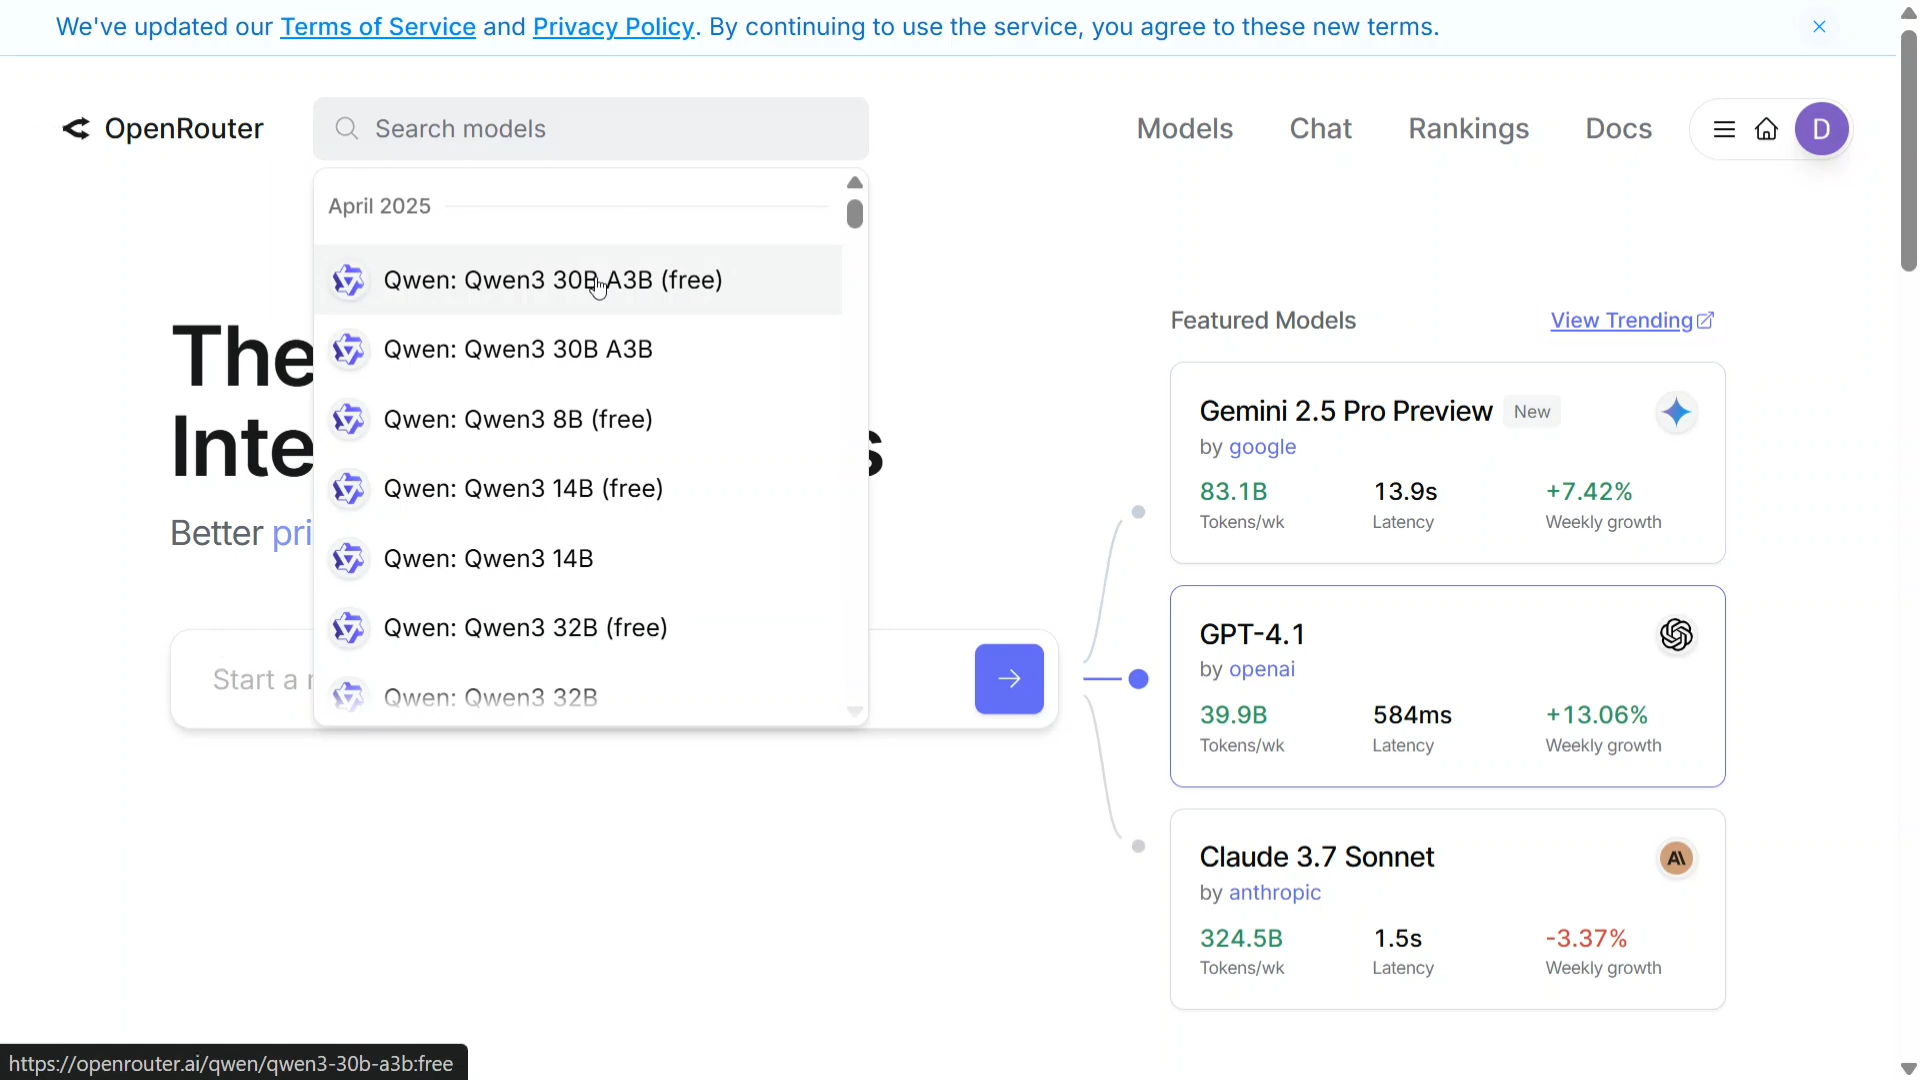 We've updated our Terms of Service and Privacy Policy. By continuing to use the service, you agree to these new terms.
OpenRouter
Search models
Models
Chat
Rankings
Docs
D
April 2025
Qwen: Qwen3 30B A3B (free)
Qwen: Qwen3 30B A3B
Qwen: Qwen3 8B (free)
Qwen: Qwen3 14B (free)
Qwen: Qwen3 14B
Qwen: Qwen3 32B (free)
Qwen: Qwen3 32B
The
Inte
s
Better pri
Start a
Featured Models
View Trending
Gemini 2.5 Pro Preview New
by google
83.1B 13.9s +7.42%
Tokens/wk Latency Weekly growth
GPT-4.1
by openai
39.9B 584ms +13.06%
Tokens/wk Latency Weekly growth
Claude 3.7 Sonnet
by anthropic
324.5B 1.5s -3.37%
Tokens/wk Latency Weekly growth
https://openrouter.ai/qwen/qwen3-30b-a3b:free